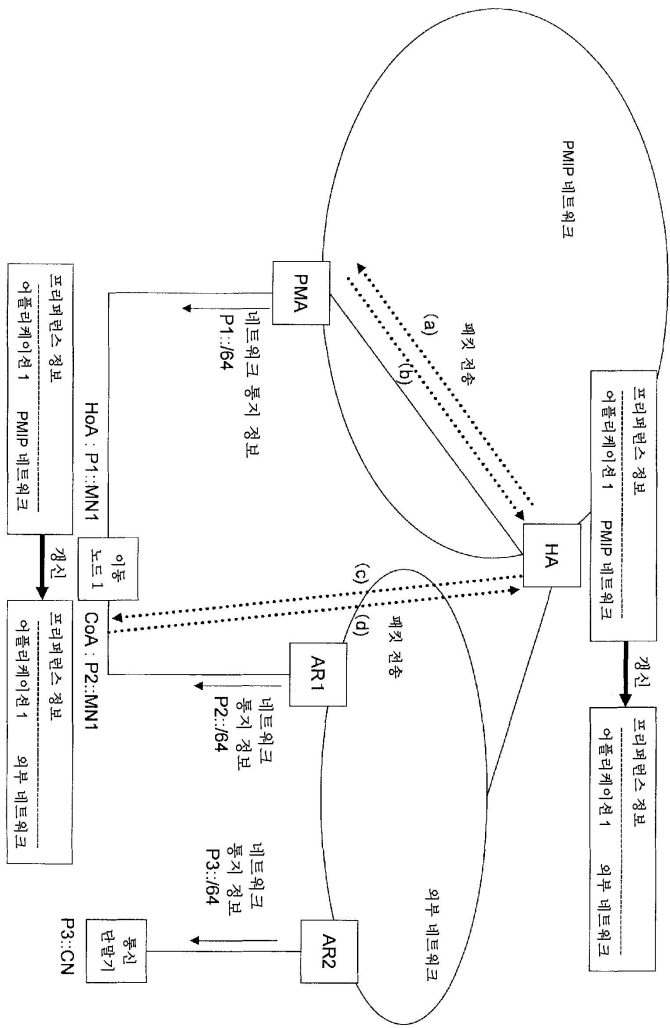 프리퍼런스 정보
어플리케이션 1 PMIP 네트워크
갱신
프리퍼런스 정보
어플리케이션 1 외부 네트워크
PMIP 네트워크
HA
패킷 전송
(a)
(b)
(c)
(d)
패킷 전송
외부 네트워크
PMA
AR1
AR2
네트워크 통지 정보
P1::/64
네트워크
통지 정보
P2::/64
네트워크
통지 정보
P3::/64
HoA : P1::MN1
이동
노드 1
CoA : P2::MN1
통신
단말기
P3::CN
프리퍼런스 정보
어플리케이션 1 PMIP 네트워크
갱신
프리퍼런스 정보
어플리케이션 1 외부 네트워크